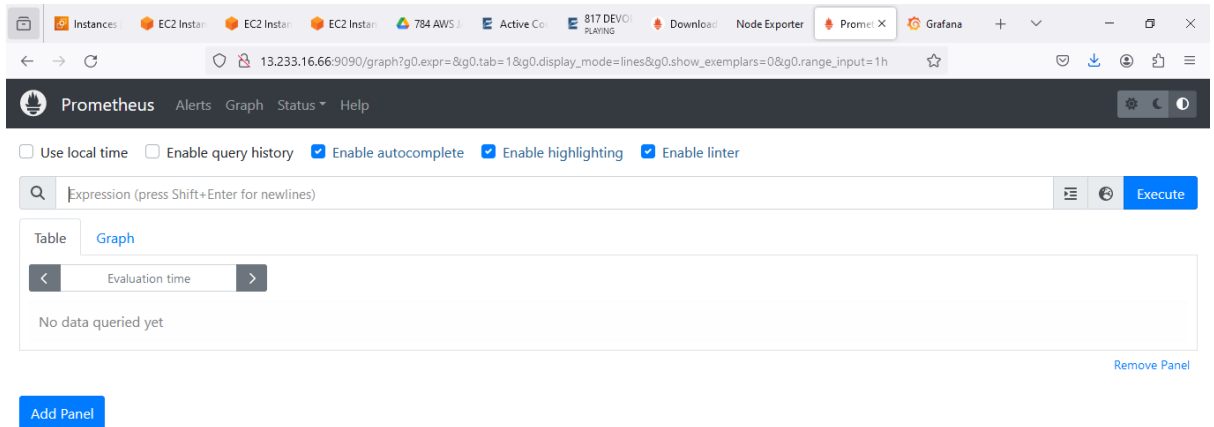 Instances
EC2 Instan
EC2 Instan
EC2 Instan
784 AWS J
Active Co
817 DEVO
PLAYING
Download
Node Exporter
Promet
Grafana
13.233.16.66:9090/graph?g0.expr=&g0.tab=1&g0.display_mode=lines&g0.show_exemplars=0&g0.range_input=1h
Prometheus Alerts Graph Status Help
Use local time Enable query history Enable autocomplete Enable highlighting Enable linter
Expression (press Shift+Enter for newlines) Execute
Table Graph
Evaluation time
No data queried yet
Remove Panel
Add Panel